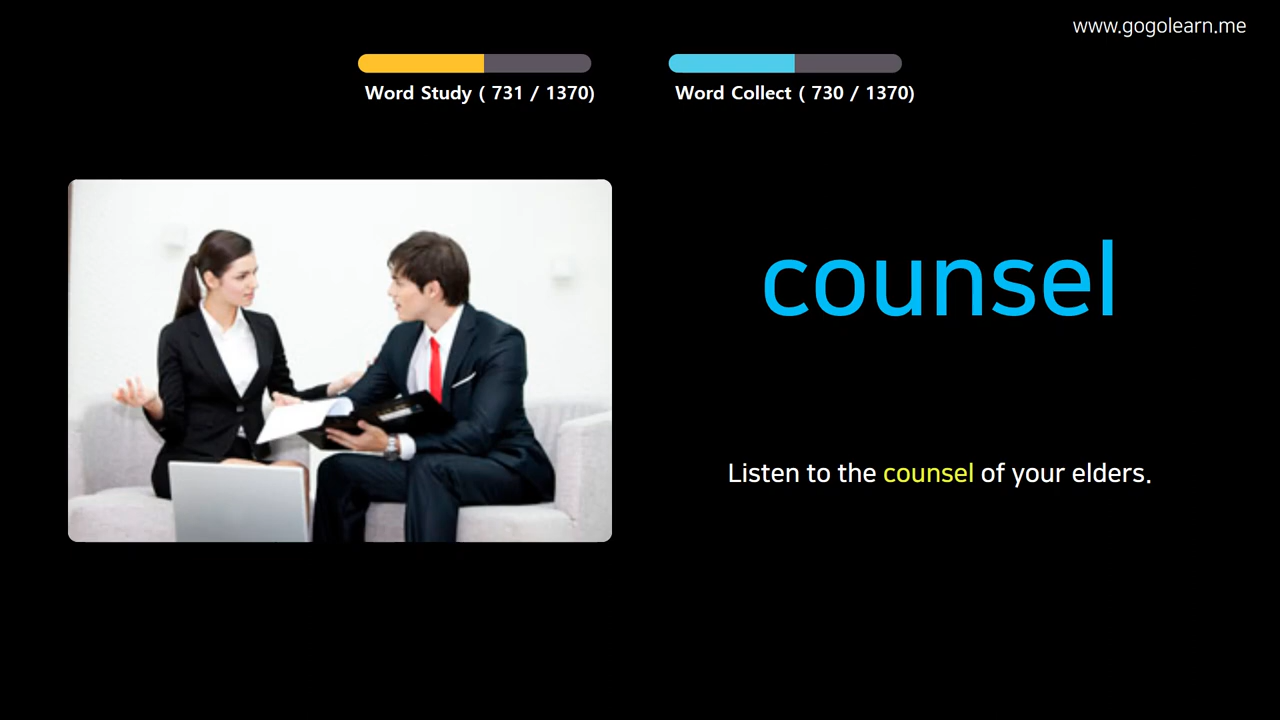 www.gogolearn.me
Word Study ( 731 / 1370)
Word Collect ( 730 / 1370)
counsel
Listen to the counsel of your elders.